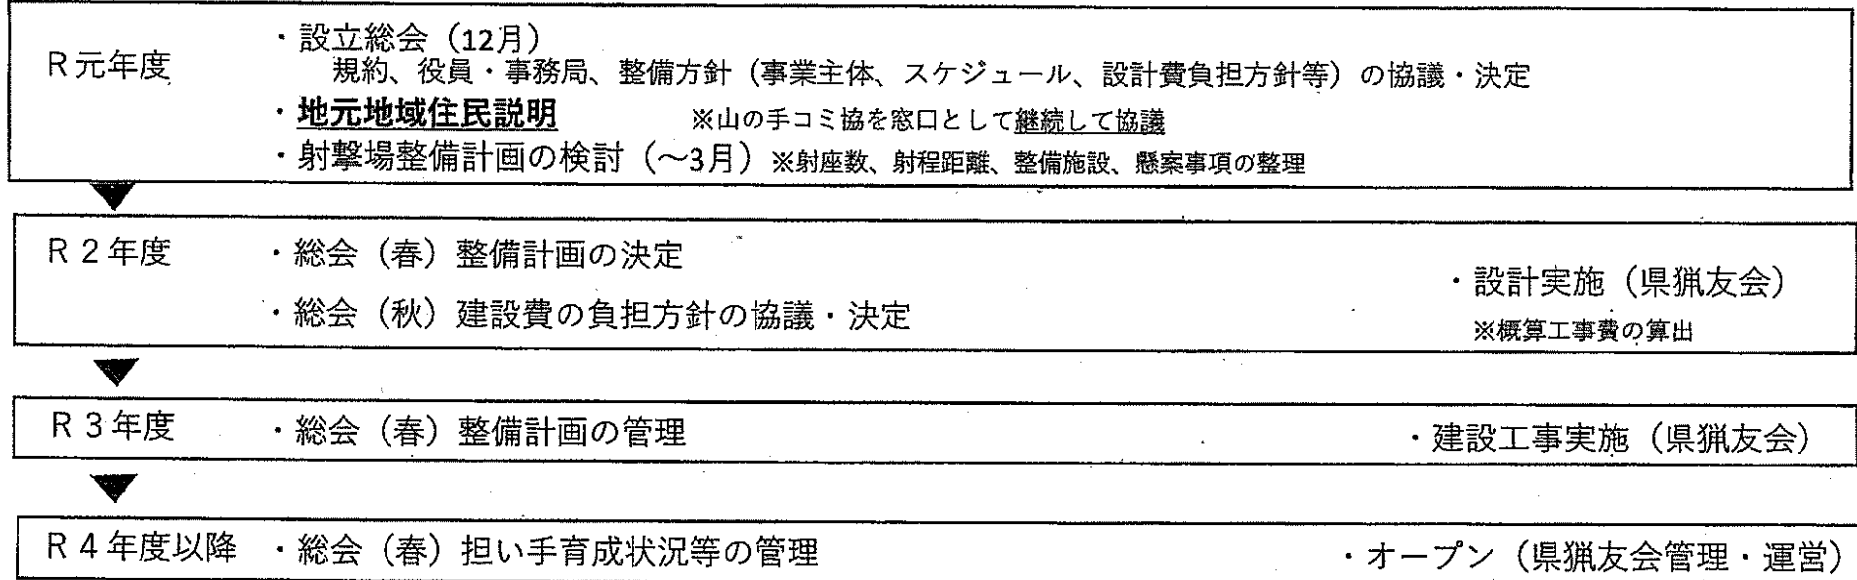 R元年度
・設立総会（12月）
規約、役員・事務局、整備方針（事業主体、スケジュール、設計費負担方針等）の協議・決定
・地元地域住民説明　※山の手コミ協を窓口として継続して協議
・射撃場整備計画の検討（～3月）※射座数、射程距離、整備施設、懸案事項の整理
R２年度
・総会（春）整備計画の決定
・総会（秋）建設費の負担方針の協議・決定
・設計実施（県猟友会）
※概算工事費の算出
R３年度　・総会（春）整備計画の管理　・建設工事実施（県猟友会）
R４年度以降　・総会（春）担い手育成状況等の管理　・オープン（県猟友会管理・運営）